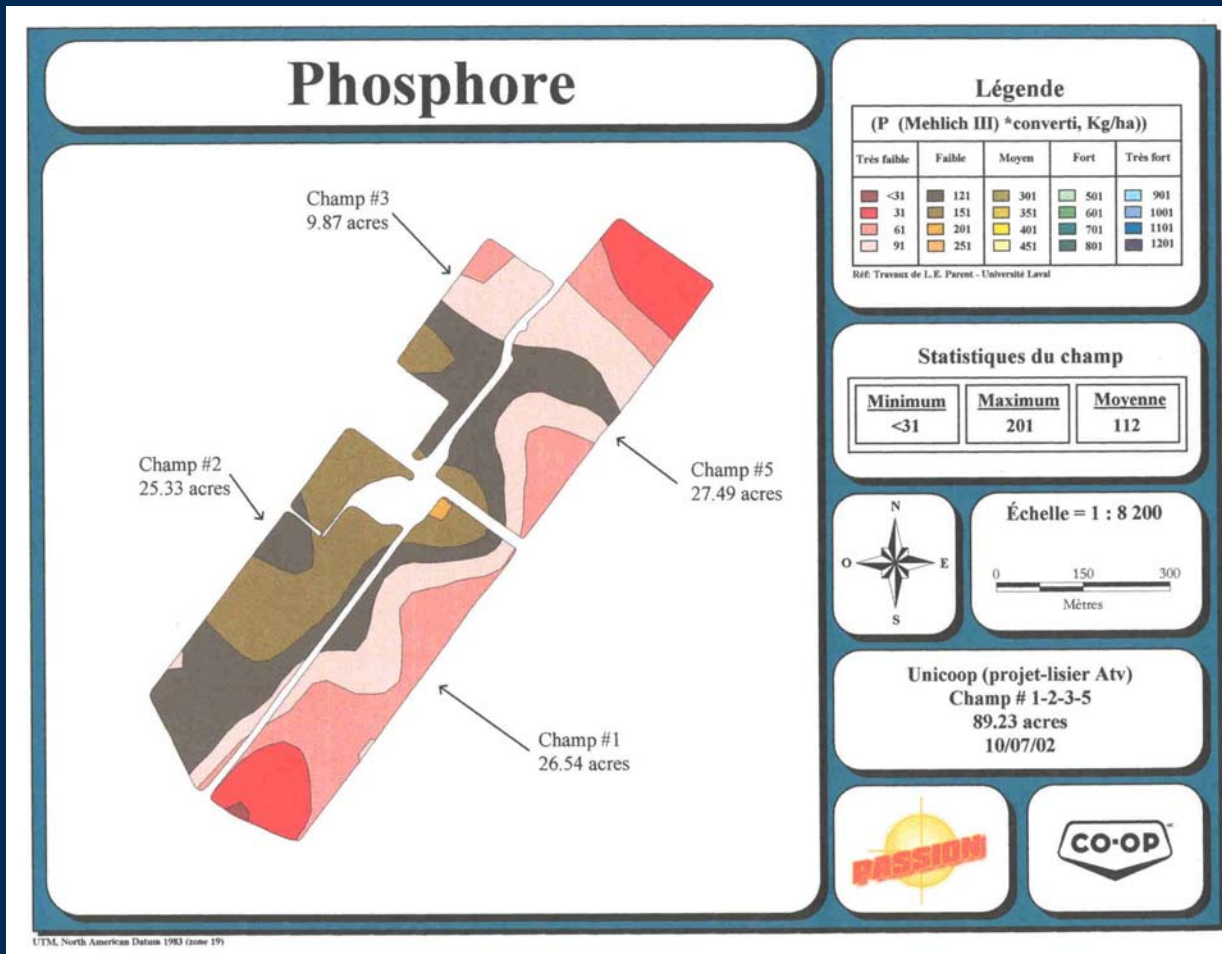 Phosphore
Champ #3
9.87 acres
Champ #2
25.33 acres
Champ #5
27.49 acres
Champ #1
26.54 acres
Légende
(P (Mehlich III) *converti, Kg/ha))
Très faible Faible Moyen Fort Très fort
<31 121 301 501 901
31 151 351 601 1001
61 201 401 701 1101
91 251 451 801 1201
Réf: Travaux de L.E. Parent - Université Laval
Statistiques du champ
Minimum Maximum Moyenne
<31 201 112
N
O E
S
Échelle = 1 : 8 200
0 150 300
Mètres
Unicoop (projet-lisier Atv)
Champ # 1-2-3-5
89.23 acres
10/07/02
PASSION
CO-OP
UTM, North American Datum 1983 (zone 19)